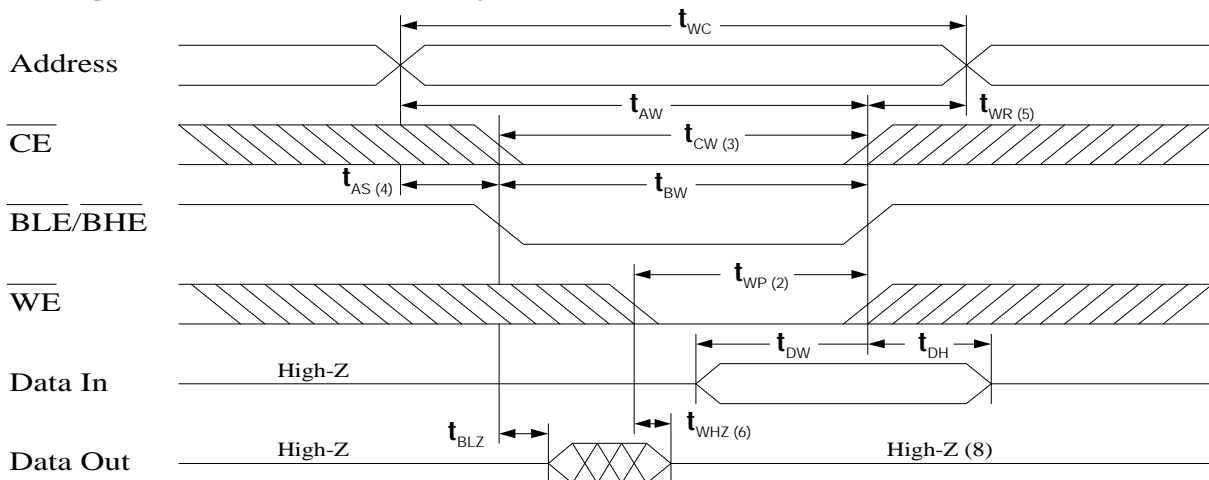 tWC
Address
tAW
tWR (5)
CE
tCW (3)
tAS (4)
tBW
BLE/BHE
tWP (2)
WE
tDW
tDH
Data In
High-Z
tBLZ
tWHZ (6)
Data Out
High-Z
High-Z (8)